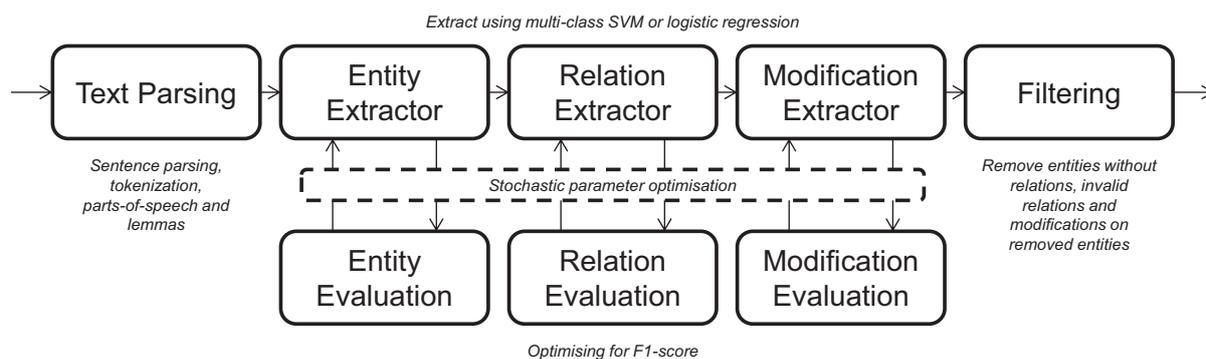 Extract using multi-class SVM or logistic regression
Text Parsing
Entity
Extractor
Relation
Extractor
Modification
Extractor
Filtering
Sentence parsing,
tokenization,
parts-of-speech and
lemmas
Stochastic parameter optimisation
Remove entities without
relations, invalid
relations and
modifications on
removed entities
Entity
Evaluation
Relation
Evaluation
Modification
Evaluation
Optimising for F1-score